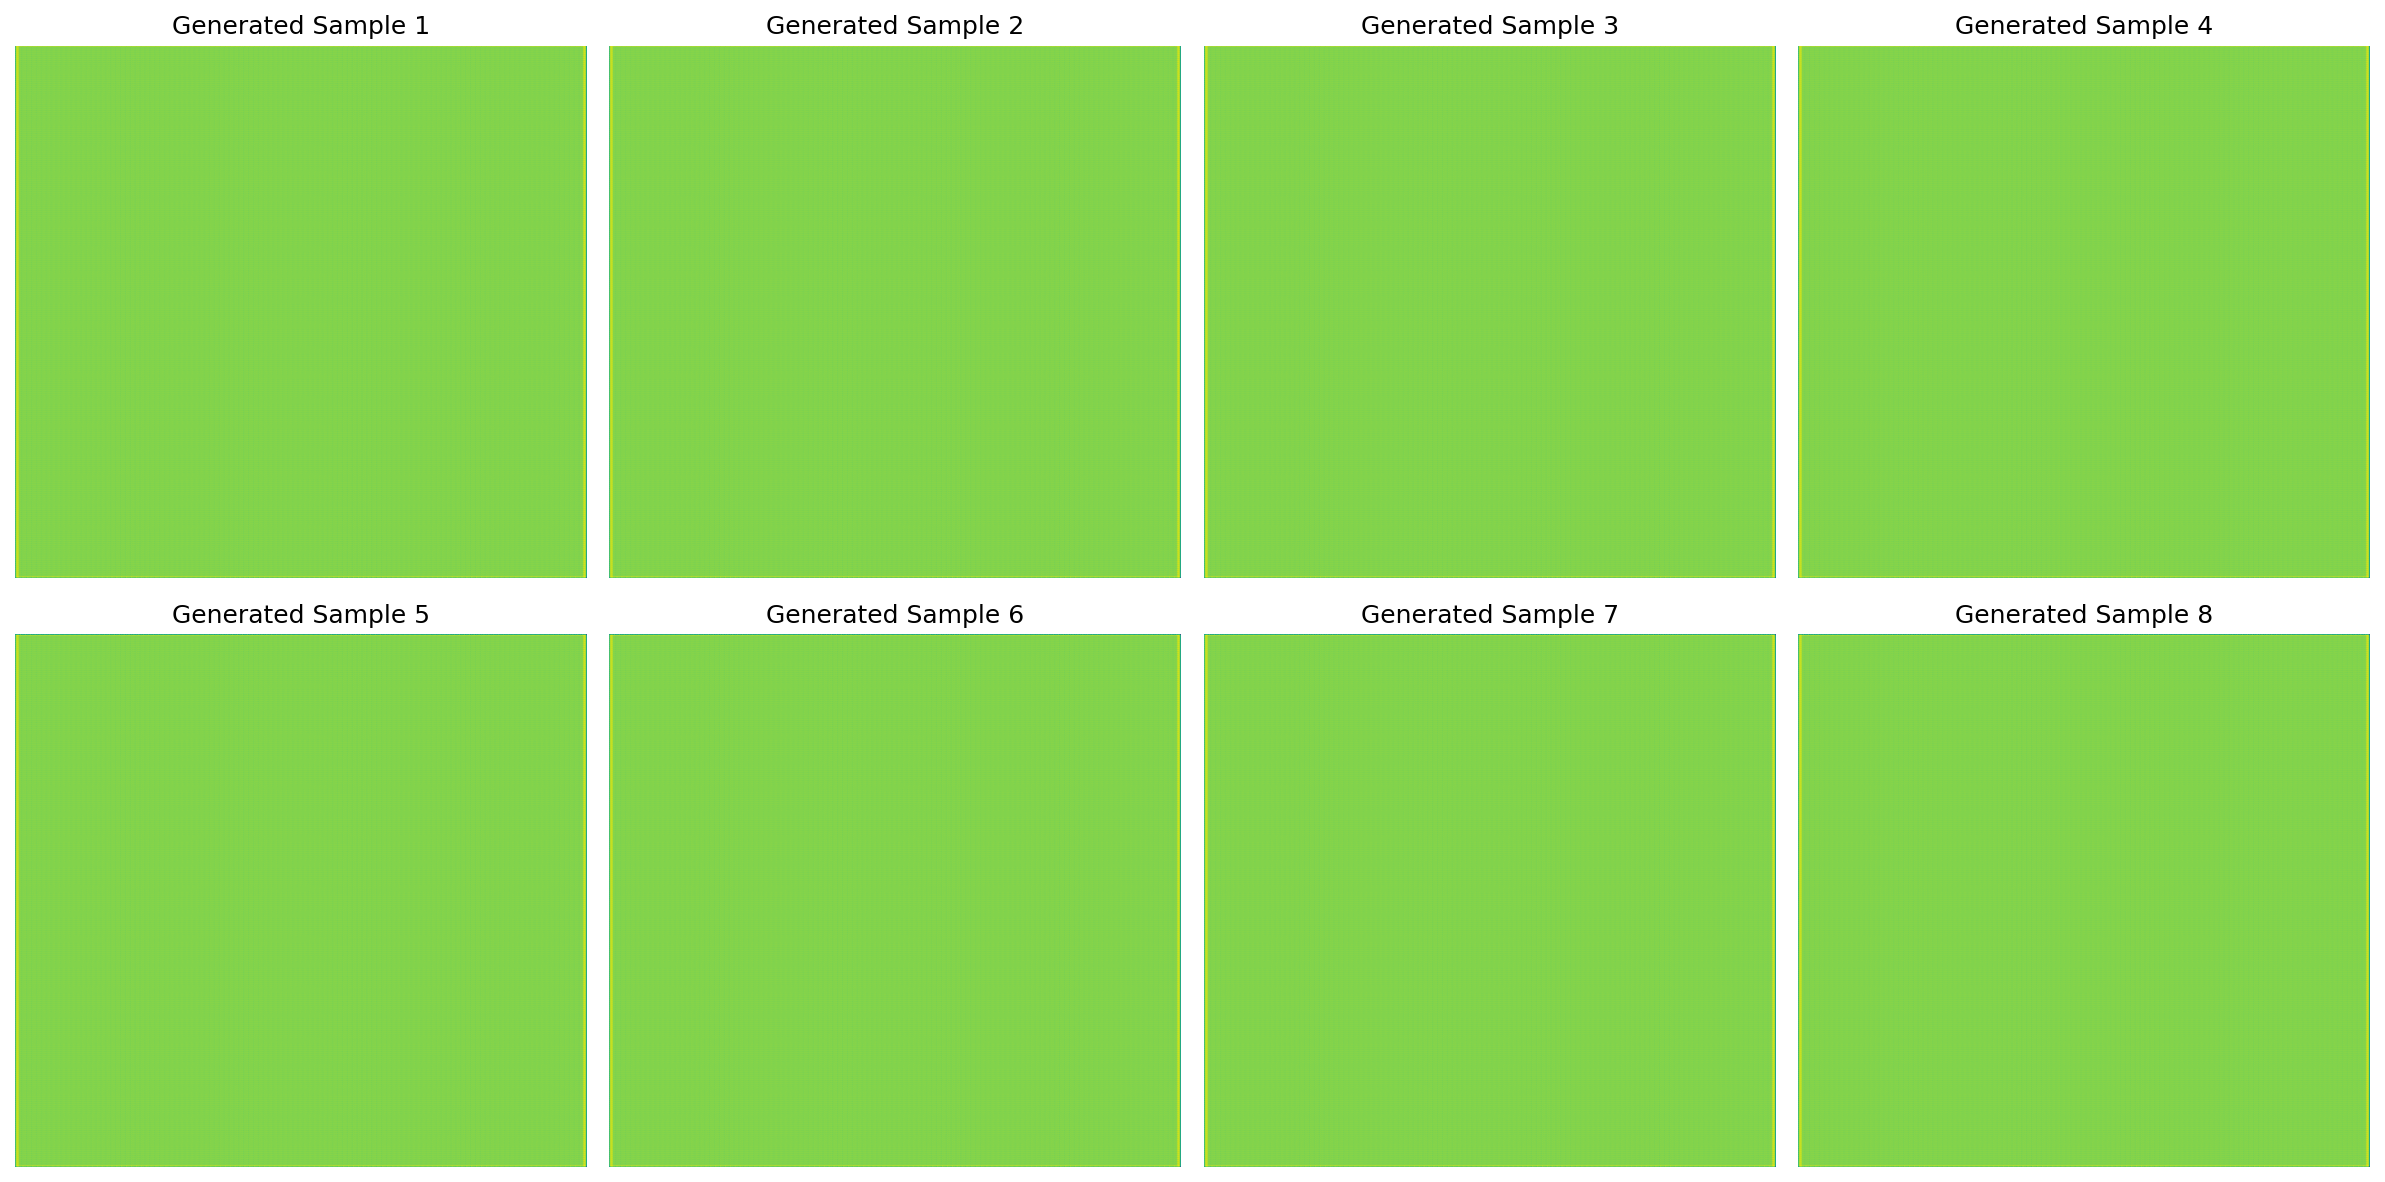 Generated Sample 1
Generated Sample 2
Generated Sample 3
Generated Sample 4
Generated Sample 5
Generated Sample 6
Generated Sample 7
Generated Sample 8